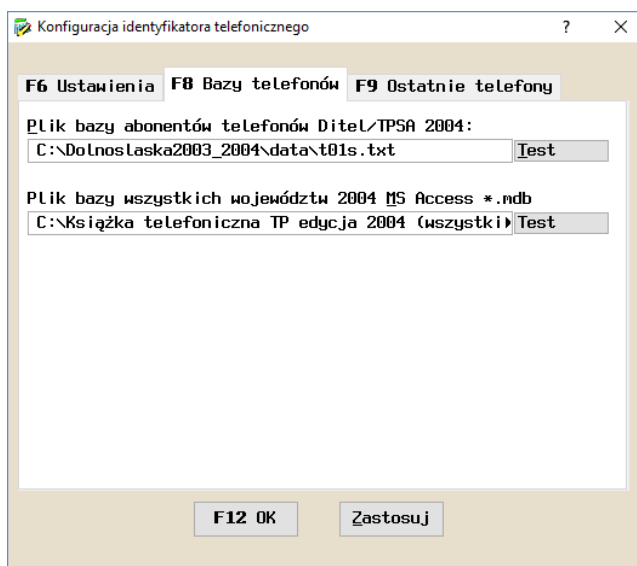 Konfiguracja identyfikatora telefonicznego ?
F6 Ustawienia F8 Bazy telefonów F9 Ostatnie telefony
Plik bazy abonentów telefonów Ditel/TPSA 2004:
C:\Dolnoslaska2003_2004\data\t01s.txt Test
Plik bazy wszystkich województw 2004 MS Access *.mdb
C:\Książka telefoniczna TP edycja 2004 (wszystki Test
F12 OK Zastosuj